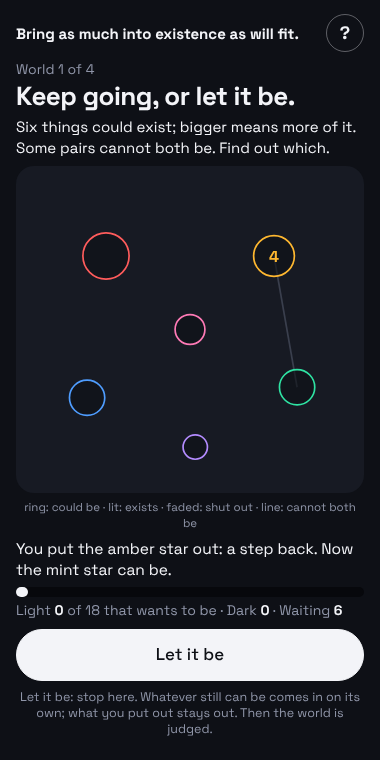 Bring as much into existence as will fit.
?
World 1 of 4
Keep going, or let it be.
Six things could exist; bigger means more of it.
Some pairs cannot both be. Find out which.
4
ring: could be · lit: exists · faded: shut out · line: cannot both
be
You put the amber star out: a step back. Now
the mint star can be.
Light 0 of 18 that wants to be · Dark 0 · Waiting 6
Let it be
Let it be: stop here. Whatever still can be comes in on its
own; what you put out stays out. Then the world is
judged.